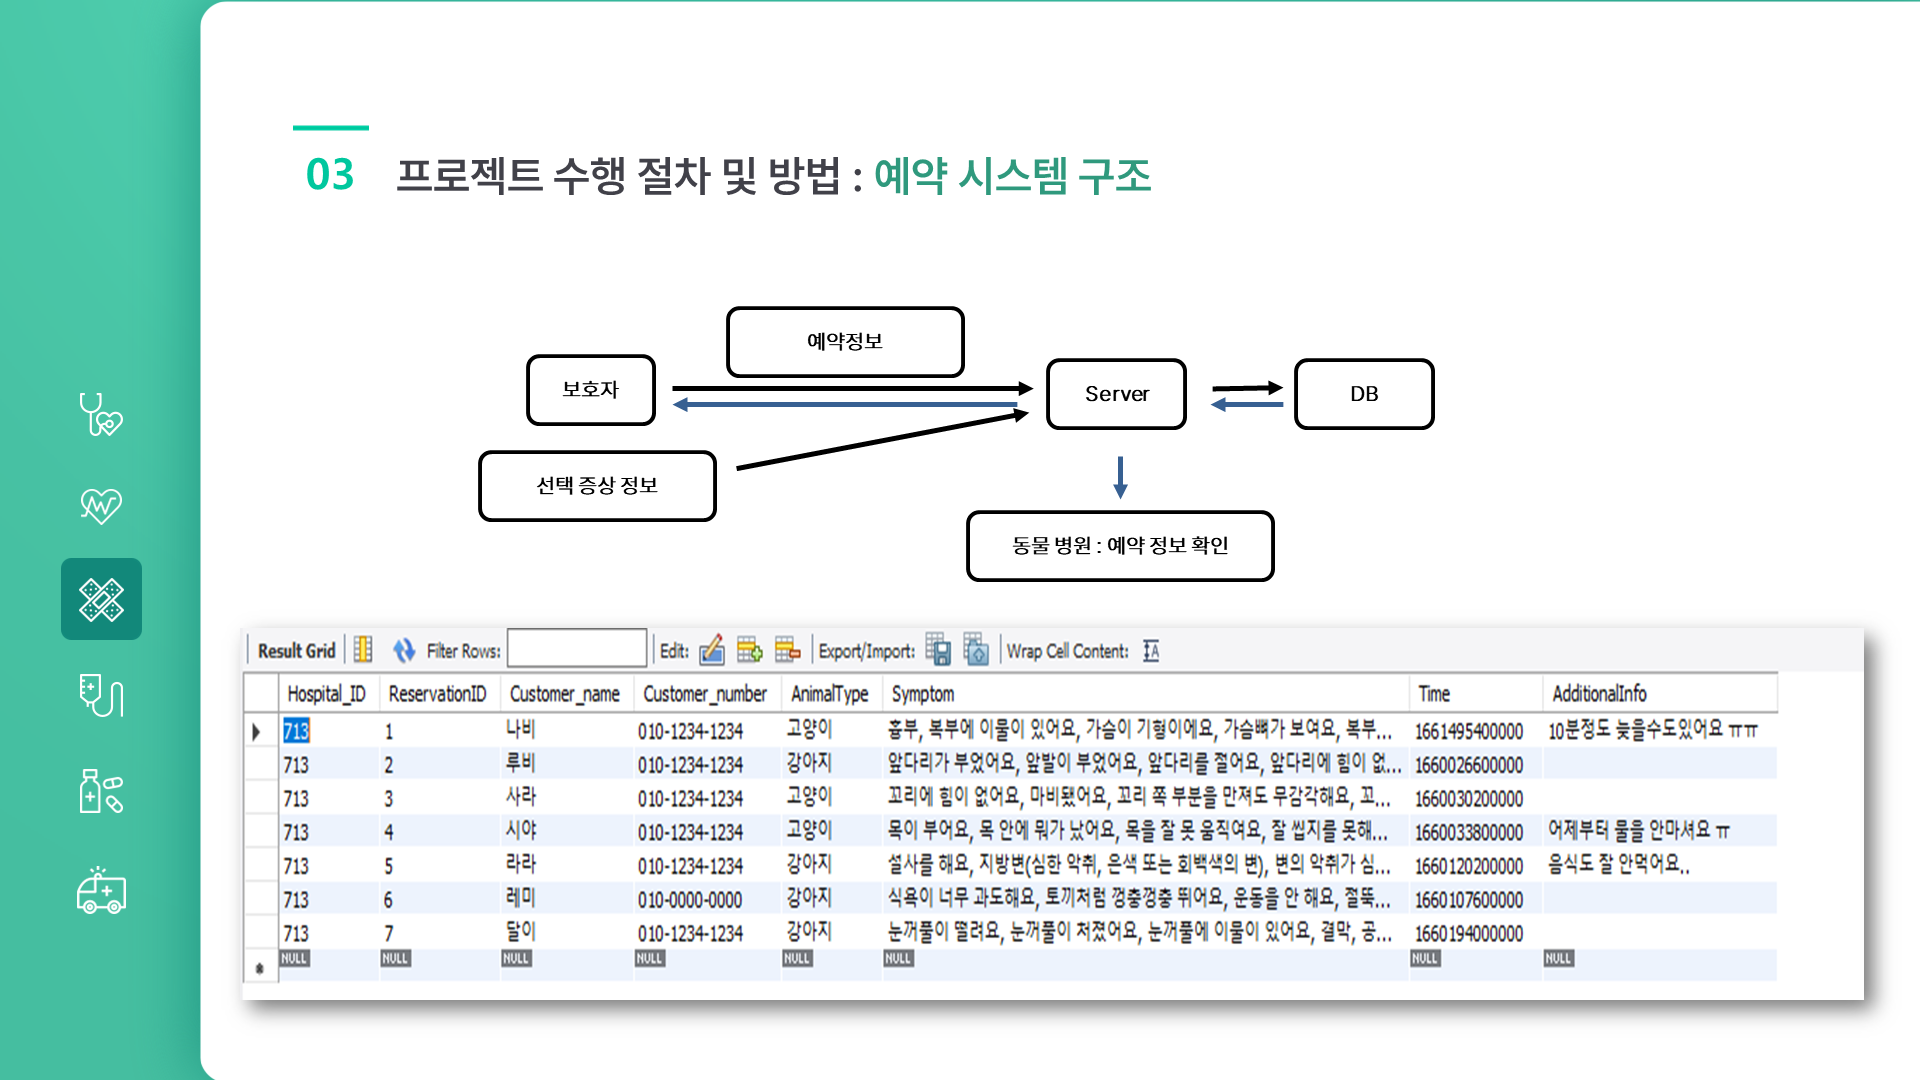 03 프로젝트 수행 절차 및 방법 : 예약 시스템 구조
예약정보
보호자
Server
DB
선택 증상 정보
동물 병원 : 예약 정보 확인
Result Grid Filter Rows: Edit: Export/Import: Wrap Cell Content:
Hospital_ID ReservationID Customer_name Customer_number AnimalType Symptom Time AdditionalInfo
713 1 나비 010-1234-1234 고양이 흉부, 복부에 이물이 있어요, 가슴이 기형이에요, 가슴뼈가 보여요, 복부... 1661495400000 10분정도 늦을수도있어요 ㅠㅠ
713 2 루비 010-1234-1234 강아지 앞다리가 부었어요, 앞발이 부었어요, 앞다리를 절어요, 앞다리에 힘이 없... 1660026600000
713 3 사라 010-1234-1234 고양이 꼬리에 힘이 없어요, 마비됐어요, 꼬리 쪽 부분을 만져도 무감각해요, 꼬... 1660030200000
713 4 시야 010-1234-1234 고양이 목이 부어요, 목 안에 뭐가 났어요, 목을 잘 못 움직여요, 잘 씹지를 못해... 1660033800000 어제부터 물을 안마셔요 ㅠ
713 5 라라 010-1234-1234 강아지 설사를 해요, 지방변(심한 악취, 은색 또는 회백색의 변), 변의 악취가 심... 1660120200000 음식도 잘 안먹어요..
713 6 레미 010-0000-0000 강아지 식욕이 너무 과도해요, 토끼처럼 껑충껑충 뛰어요, 운동을 안 해요, 절뚝... 1660107600000
713 7 달이 010-1234-1234 강아지 눈꺼풀이 떨려요, 눈꺼풀이 처졌어요, 눈꺼풀에 이물이 있어요, 결막, 공... 1660194000000
NULL NULL NULL NULL NULL NULL NULL NULL